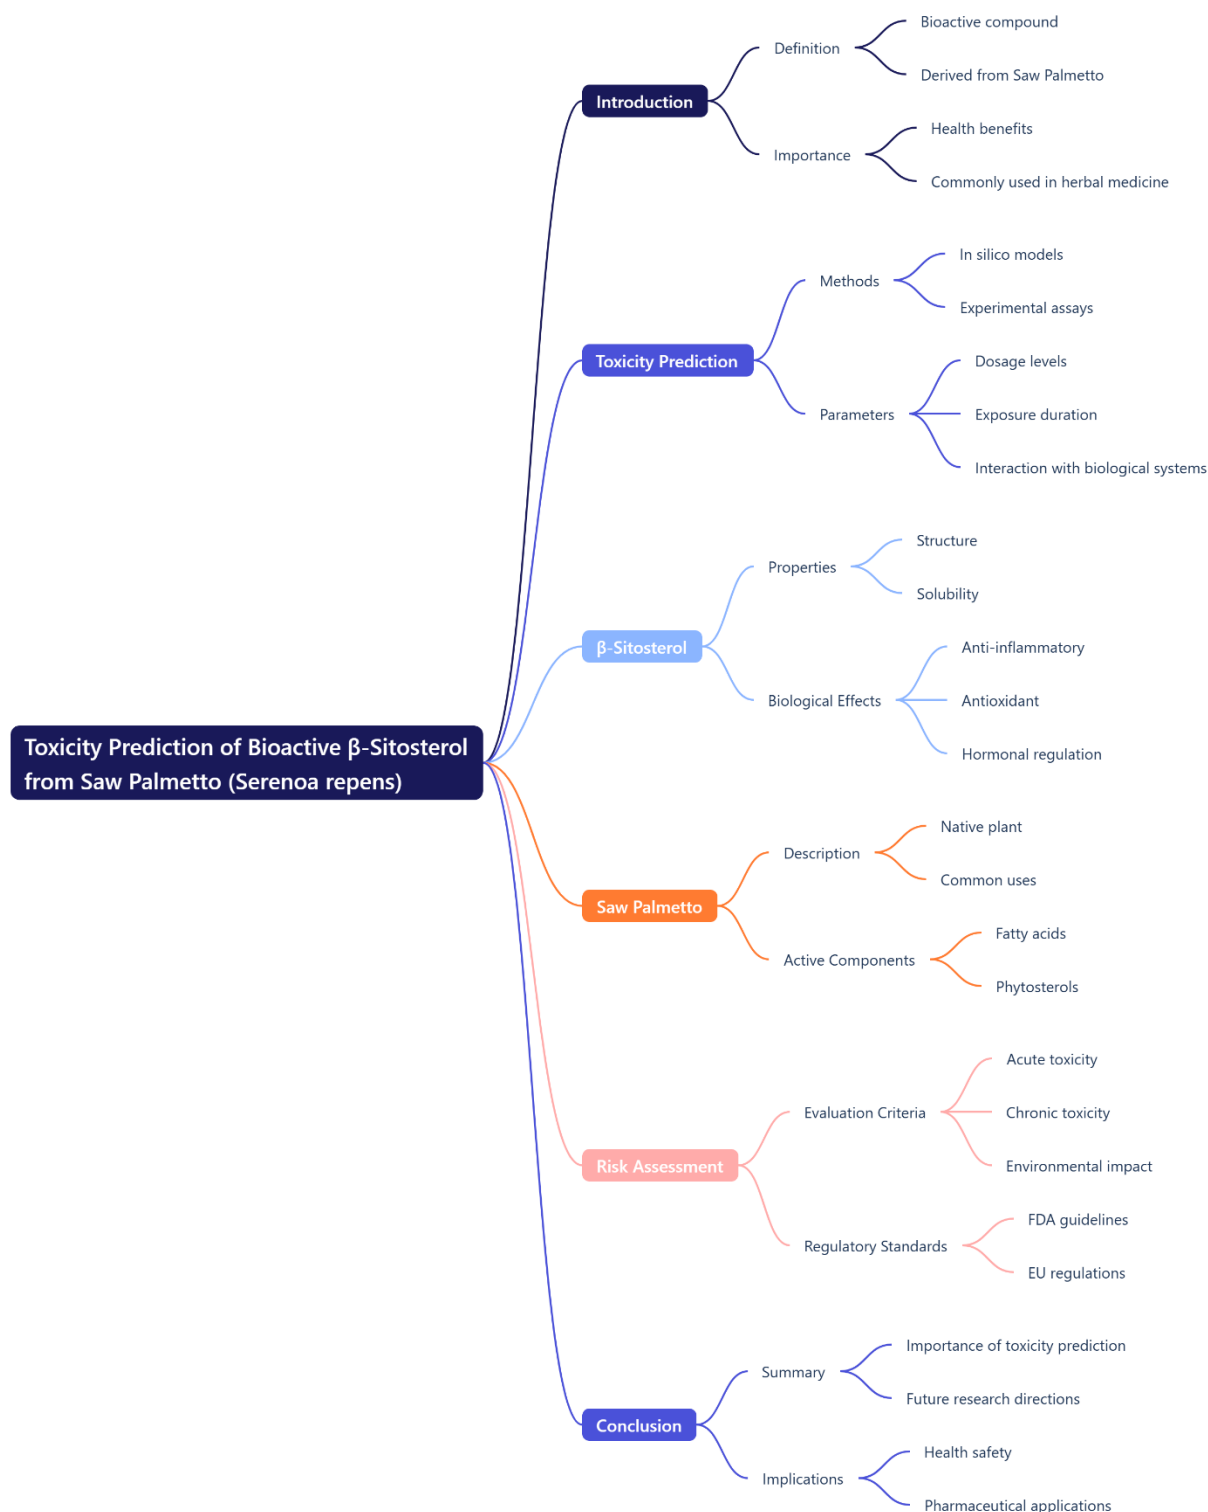 Toxicity Prediction of Bioactive β-Sitosterol
from Saw Palmetto (Serenoa repens)
Introduction
Definition
Bioactive compound
Derived from Saw Palmetto
Importance
Health benefits
Commonly used in herbal medicine
Toxicity Prediction
Methods
In silico models
Experimental assays
Parameters
Dosage levels
Exposure duration
Interaction with biological systems
β-Sitosterol
Properties
Structure
Solubility
Biological Effects
Anti-inflammatory
Antioxidant
Hormonal regulation
Saw Palmetto
Description
Native plant
Common uses
Active Components
Fatty acids
Phytosterols
Risk Assessment
Evaluation Criteria
Acute toxicity
Chronic toxicity
Environmental impact
Regulatory Standards
FDA guidelines
EU regulations
Conclusion
Summary
Importance of toxicity prediction
Future research directions
Implications
Health safety
Pharmaceutical applications